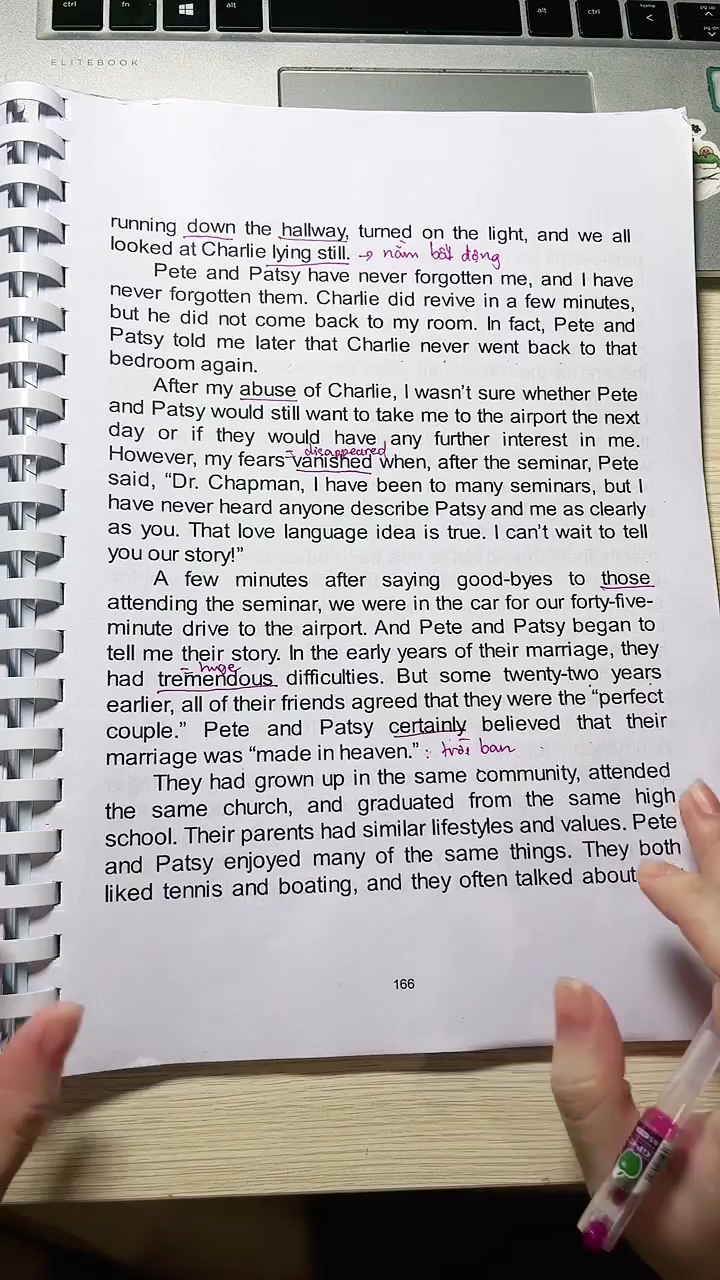 ctrl
fn
alt
alt
ctrl
home
pg up
pg dn
ELITEBOOK
running down the hallway, turned on the light, and we all
looked at Charlie lying still. → nằm bất động
Pete and Patsy have never forgotten me, and I have
never forgotten them. Charlie did revive in a few minutes,
but he did not come back to my room. In fact, Pete and
Patsy told me later that Charlie never went back to that
bedroom again.
After my abuse of Charlie, I wasn't sure whether Pete
and Patsy would still want to take me to the airport the next
day or if they would have any further interest in me.
= disappeared
However, my fears vanished when, after the seminar, Pete
said, “Dr. Chapman, I have been to many seminars, but I
have never heard anyone describe Patsy and me as clearly
as you. That love language idea is true. I can't wait to tell
you our story!”
A few minutes after saying good-byes to those
attending the seminar, we were in the car for our forty-five-
minute drive to the airport. And Pete and Patsy began to
tell me their story. In the early years of their marriage, they
= huge
had tremendous difficulties. But some twenty-two years
earlier, all of their friends agreed that they were the “perfect
couple.” Pete and Patsy certainly believed that their
marriage was “made in heaven.” : trời ban
They had grown up in the same community, attended
the same church, and graduated from the same high
school. Their parents had similar lifestyles and values. Pete
and Patsy enjoyed many of the same things. They both
liked tennis and boating, and they often talked about
166